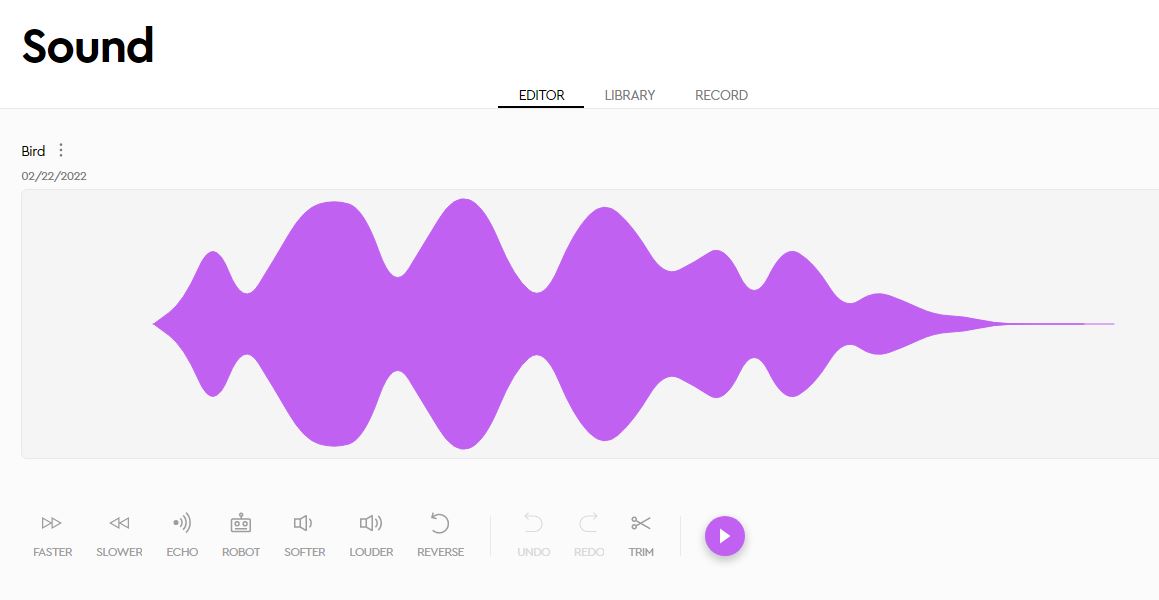 Sound
EDITOR LIBRARY RECORD
Bird
02/22/2022
FASTER SLOWER ECHO ROBOT SOFTER LOUDER REVERSE UNDO REDO TRIM